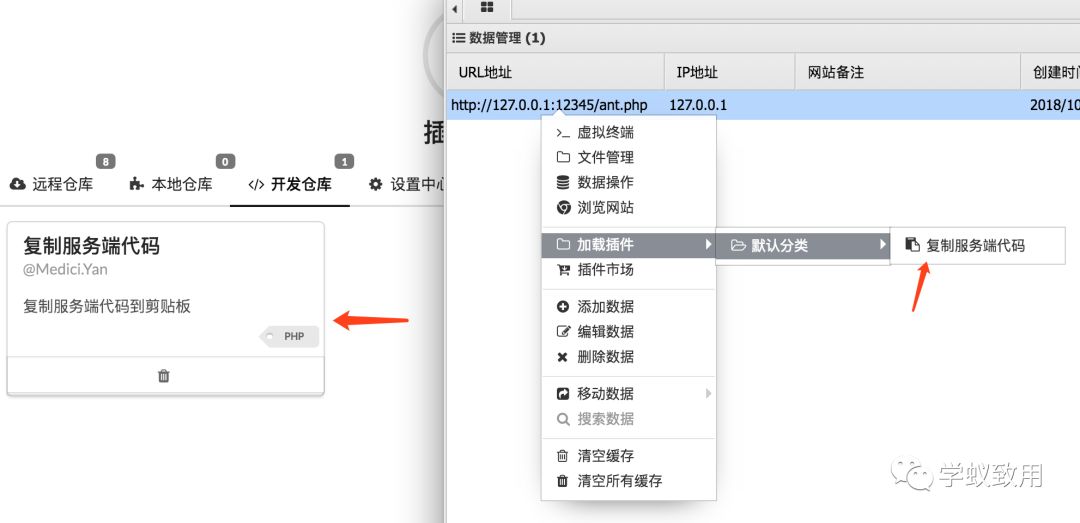 插
8
远程仓库
0
本地仓库
1
开发仓库
设置中心
复制服务端代码
@Medici.Yan
复制服务端代码到剪贴板
PHP
数据管理 (1)
URL地址
IP地址
网站备注
创建时间
http://127.0.0.1:12345/ant.php
127.0.0.1
2018/10
虚拟终端
文件管理
数据操作
浏览网站
加载插件
默认分类
复制服务端代码
插件市场
添加数据
编辑数据
删除数据
移动数据
搜索数据
清空缓存
清空所有缓存
学蚁致用